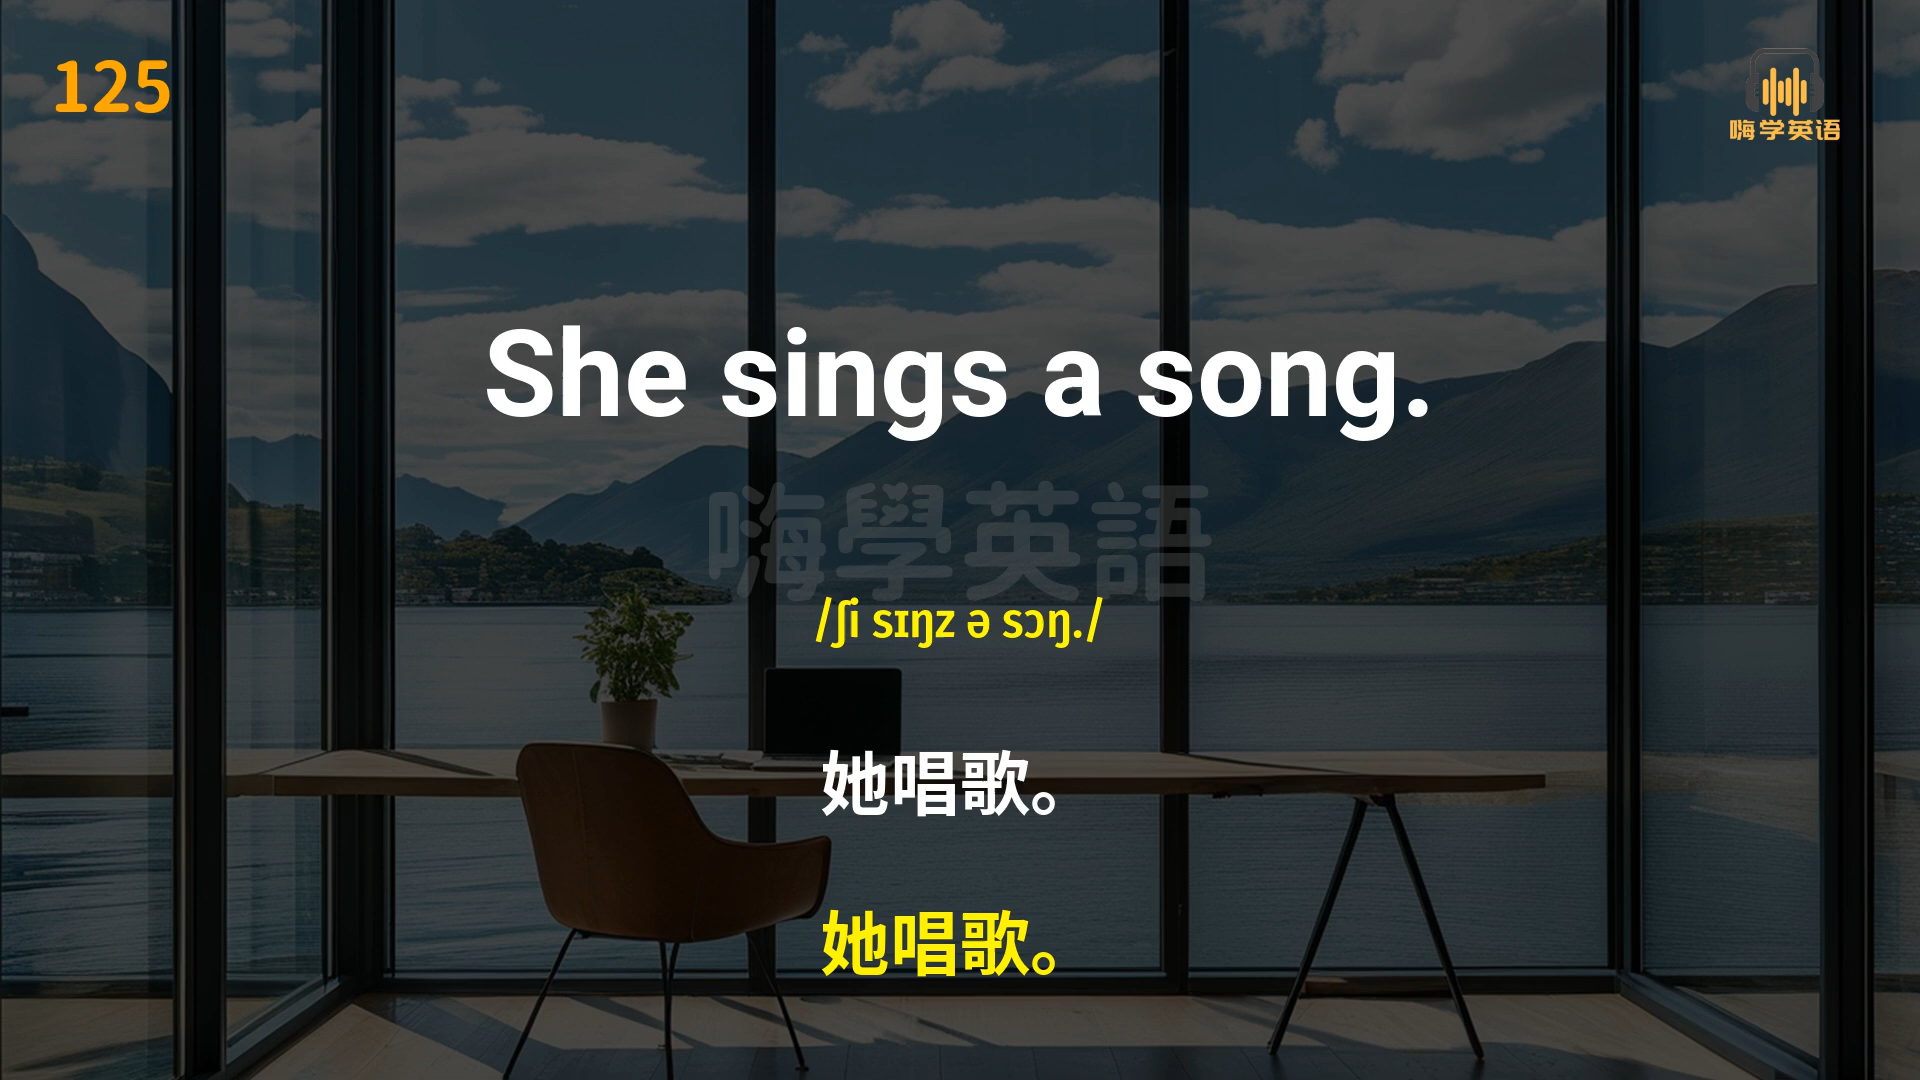 125
嗨学英语
She sings a song.
嗨學英語
/ʃi sɪŋz ə sɔŋ./
她唱歌。
她唱歌。